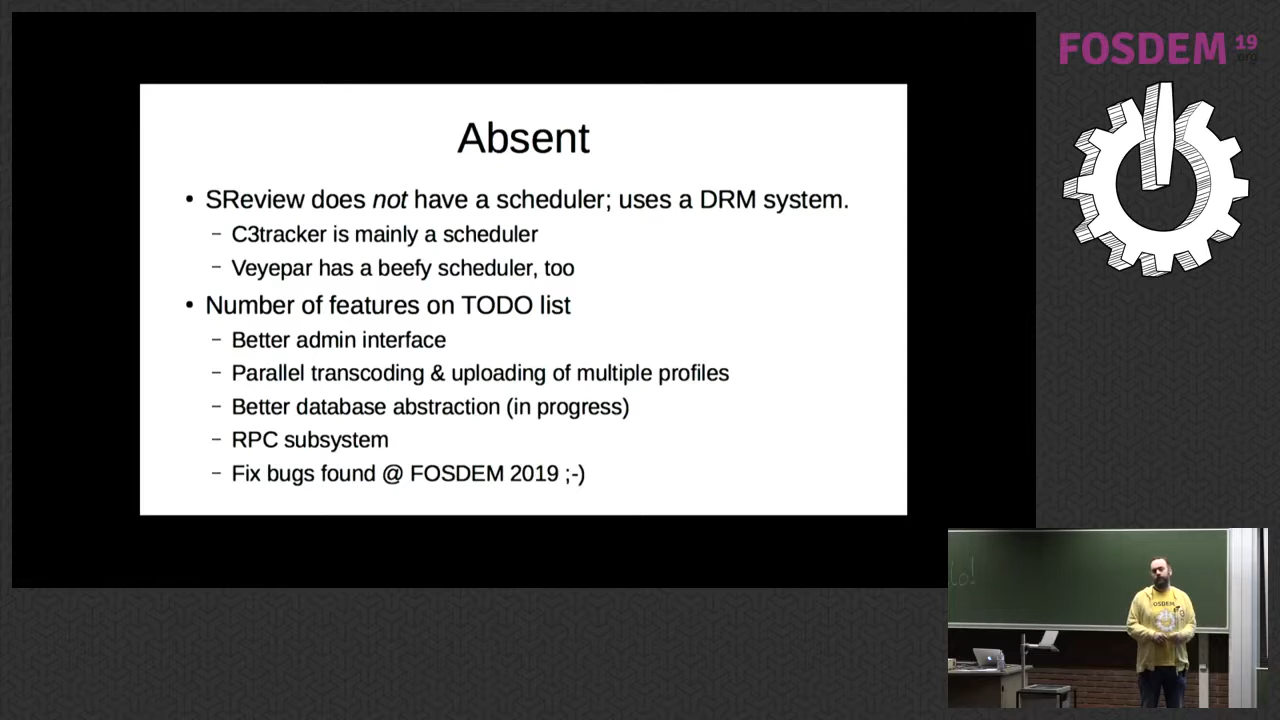 FOSDEM 19
.org
Absent
• SReview does not have a scheduler; uses a DRM system.
– C3tracker is mainly a scheduler
– Veyepar has a beefy scheduler, too
• Number of features on TODO list
– Better admin interface
– Parallel transcoding & uploading of multiple profiles
– Better database abstraction (in progress)
– RPC subsystem
– Fix bugs found @ FOSDEM 2019 ;-)
FOSDEM